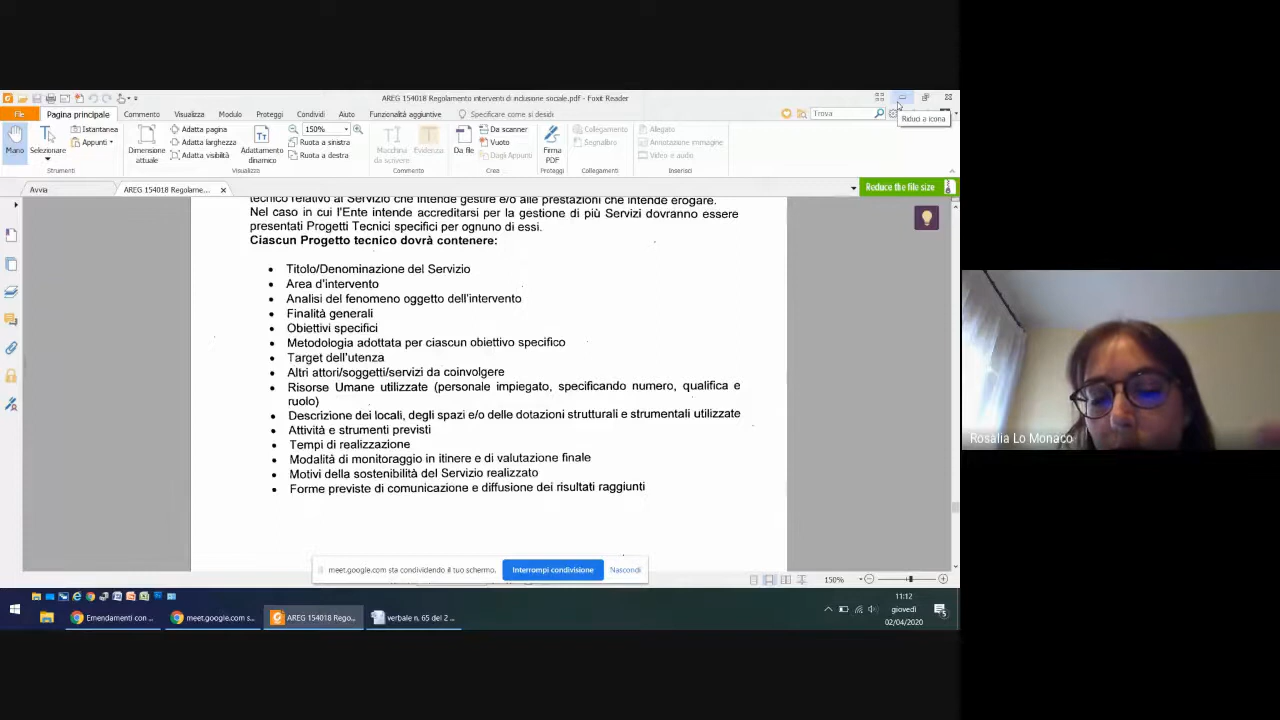 AREG 154018 Regolamento interventi di inclusione sociale.pdf - Foxit Reader
File Pagina principale Commento Visualizza Modulo Proteggi Condividi Aiuto Funzionalità aggiuntive Specificare come si desid Trova
Riduci a icona
Mano
Selezionare
Istantanea
Appunti
Strumenti
Dimensione attuale
Adatta pagina
Adatta larghezza
Adatta visibilità
Adattamento dinamico
150%
Ruota a sinistra
Ruota a destra
Visualizza
Macchina da scrivere
Evidenzia
Commento
Da file
Da scanner
Vuoto
Dagli Appunti
Crea
Firma PDF
Proteggi
Collegamento
Segnalibro
Collegamenti
Allegato
Annotazione immagine
Video e audio
Inserisci
Avvia
AREG 154018 Regolame...
Reduce the file size
tecnico relativo al Servizio che intende gestire e/o alle prestazioni che intende erogare.
Nel caso in cui l'Ente intende accreditarsi per la gestione di più Servizi dovranno essere
presentati Progetti Tecnici specifici per ognuno di essi.
Ciascun Progetto tecnico dovrà contenere:
• Titolo/Denominazione del Servizio
• Area d'intervento
• Analisi del fenomeno oggetto dell'intervento
• Finalità generali
• Obiettivi specifici
• Metodologia adottata per ciascun obiettivo specifico
• Target dell'utenza
• Altri attori/soggetti/servizi da coinvolgere
• Risorse Umane utilizzate (personale impiegato, specificando numero, qualifica e
ruolo)
• Descrizione dei locali, degli spazi e/o delle dotazioni strutturali e strumentali utilizzate
• Attività e strumenti previsti
• Tempi di realizzazione
• Modalità di monitoraggio in itinere e di valutazione finale
• Motivi della sostenibilità del Servizio realizzato
• Forme previste di comunicazione e diffusione dei risultati raggiunti
meet.google.com sta condividendo il tuo schermo. Interrompi condivisione Nascondi
150%
Emendamenti con ...
meet.google.com s...
AREG 154018 Rego...
verbale n. 65 del 2 ...
11:12
giovedì
02/04/2020
5
Rosalia Lo Monaco